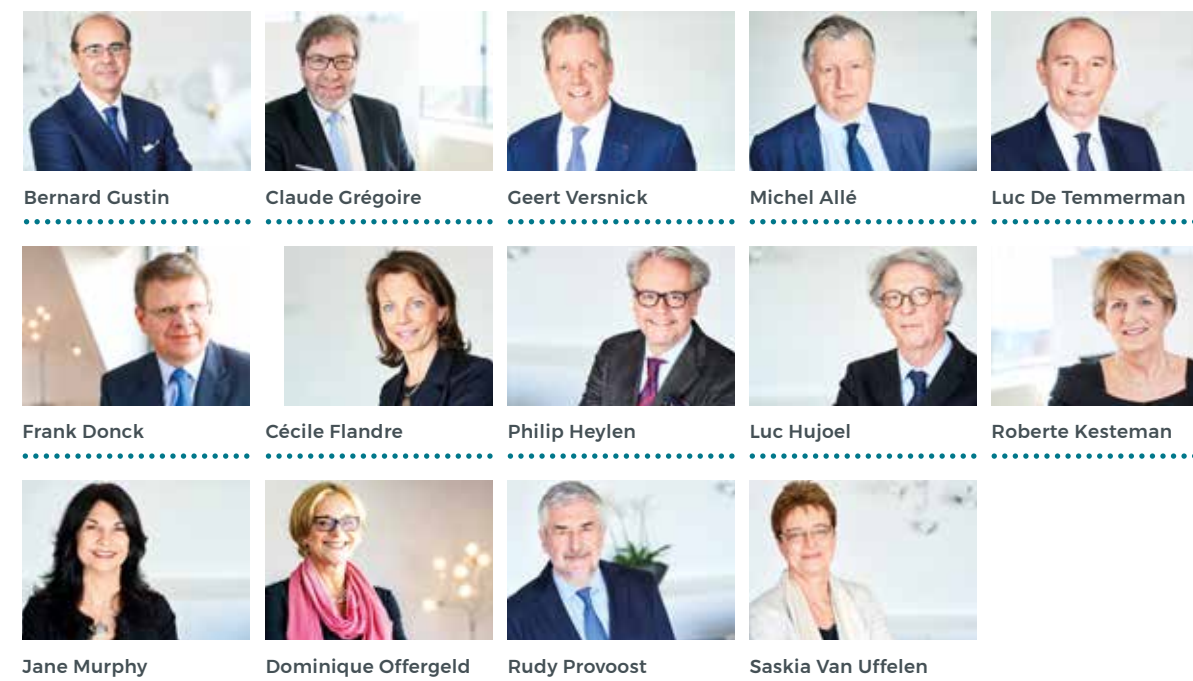 Bernard Gustin
Claude Grégoire
Geert Versnick
Michel Allé
Luc De Temmerman
Frank Donck
Cécile Flandre
Philip Heylen
Luc Hujoel
Roberte Kesteman
Jane Murphy
Dominique Offergeld
Rudy Provoost
Saskia Van Uffelen